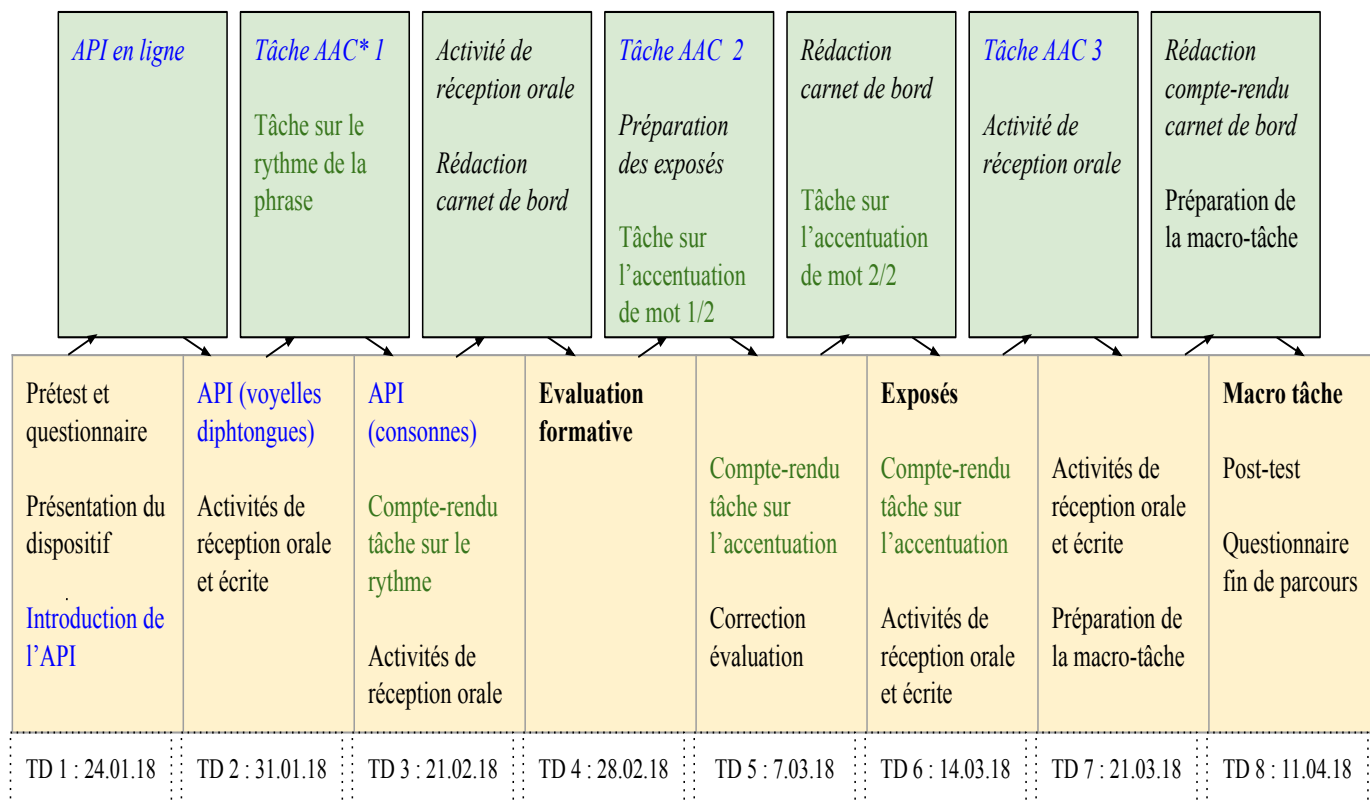 API en ligne
Tâche AAC* 1
Tâche sur le
rythme de la
phrase
Activité de
réception orale
Rédaction
carnet de bord
Tâche AAC 2
Préparation
des exposés
Tâche sur
l’accentuation
de mot 1/2
Rédaction
carnet de bord
Tâche sur
l’accentuation
de mot 2/2
Tâche AAC 3
Activité de
réception orale
Rédaction
compte-rendu
carnet de bord
Préparation de
la macro-tâche
Prétest et
questionnaire
Présentation du
dispositif
.
Introduction de
l’API
API (voyelles
diphtongues)
Activités de
réception orale
et écrite
API
(consonnes)
Compte-rendu
tâche sur le
rythme
Activités de
réception orale
Evaluation
formative
Compte-rendu
tâche sur
l’accentuation
Correction
évaluation
Exposés
Compte-rendu
tâche sur
l’accentuation
Activités de
réception orale
et écrite
Activités de
réception orale
et écrite
Préparation de
la macro-tâche
Macro tâche
Post-test
Questionnaire
fin de parcours
TD 1 : 24.01.18
TD 2 : 31.01.18
TD 3 : 21.02.18
TD 4 : 28.02.18
TD 5 : 7.03.18
TD 6 : 14.03.18
TD 7 : 21.03.18
TD 8 : 11.04.18